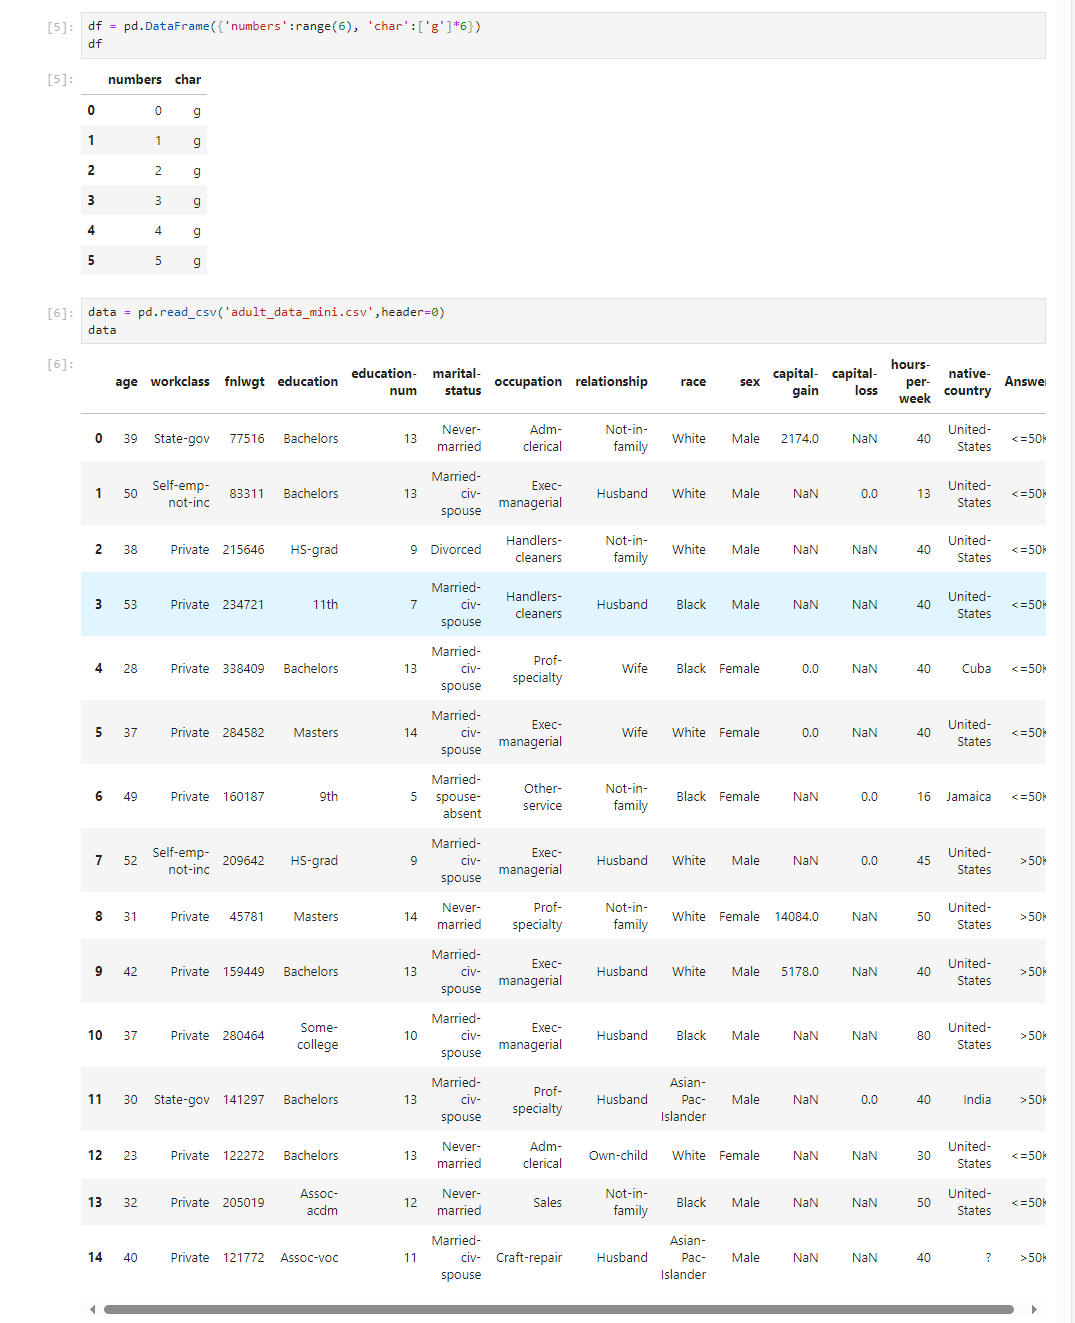 [5]: df = pd.DataFrame({'numbers':range(6), 'char':['g']*6})
df
[5]: numbers char
0 0 g
1 1 g
2 2 g
3 3 g
4 4 g
5 5 g
[6]: data = pd.read_csv('adult_data_mini.csv',header=0)
data
[6]: age workclass fnlwgt education education-num marital-status occupation relationship race sex capital-gain capital-loss hours-per-week native-country Answer
0 39 State-gov 77516 Bachelors 13 Never-married Adm-clerical Not-in-family White Male 2174.0 NaN 40 United-States <=50K
1 50 Self-emp-not-inc 83311 Bachelors 13 Married-civ-spouse Exec-managerial Husband White Male NaN 0.0 13 United-States <=50K
2 38 Private 215646 HS-grad 9 Divorced Handlers-cleaners Not-in-family White Male NaN NaN 40 United-States <=50K
3 53 Private 234721 11th 7 Married-civ-spouse Handlers-cleaners Husband Black Male NaN NaN 40 United-States <=50K
4 28 Private 338409 Bachelors 13 Married-civ-spouse Prof-specialty Wife Black Female 0.0 NaN 40 Cuba <=50K
5 37 Private 284582 Masters 14 Married-civ-spouse Exec-managerial Wife White Female 0.0 NaN 40 United-States <=50K
6 49 Private 160187 9th 5 Married-spouse-absent Other-service Not-in-family Black Female NaN 0.0 16 Jamaica <=50K
7 52 Self-emp-not-inc 209642 HS-grad 9 Married-civ-spouse Exec-managerial Husband White Male NaN 0.0 45 United-States >50K
8 31 Private 45781 Masters 14 Never-married Prof-specialty Not-in-family White Female 14084.0 NaN 50 United-States >50K
9 42 Private 159449 Bachelors 13 Married-civ-spouse Exec-managerial Husband White Male 5178.0 NaN 40 United-States >50K
10 37 Private 280464 Some-college 10 Married-civ-spouse Exec-managerial Husband Black Male NaN NaN 80 United-States >50K
11 30 State-gov 141297 Bachelors 13 Married-civ-spouse Prof-specialty Husband Asian-Pac-Islander Male NaN 0.0 40 India >50K
12 23 Private 122272 Bachelors 13 Never-married Adm-clerical Own-child White Female NaN NaN 30 United-States <=50K
13 32 Private 205019 Assoc-acdm 12 Never-married Sales Not-in-family Black Male NaN NaN 50 United-States <=50K
14 40 Private 121772 Assoc-voc 11 Married-civ-spouse Craft-repair Husband Asian-Pac-Islander Male NaN NaN 40 ? >50K